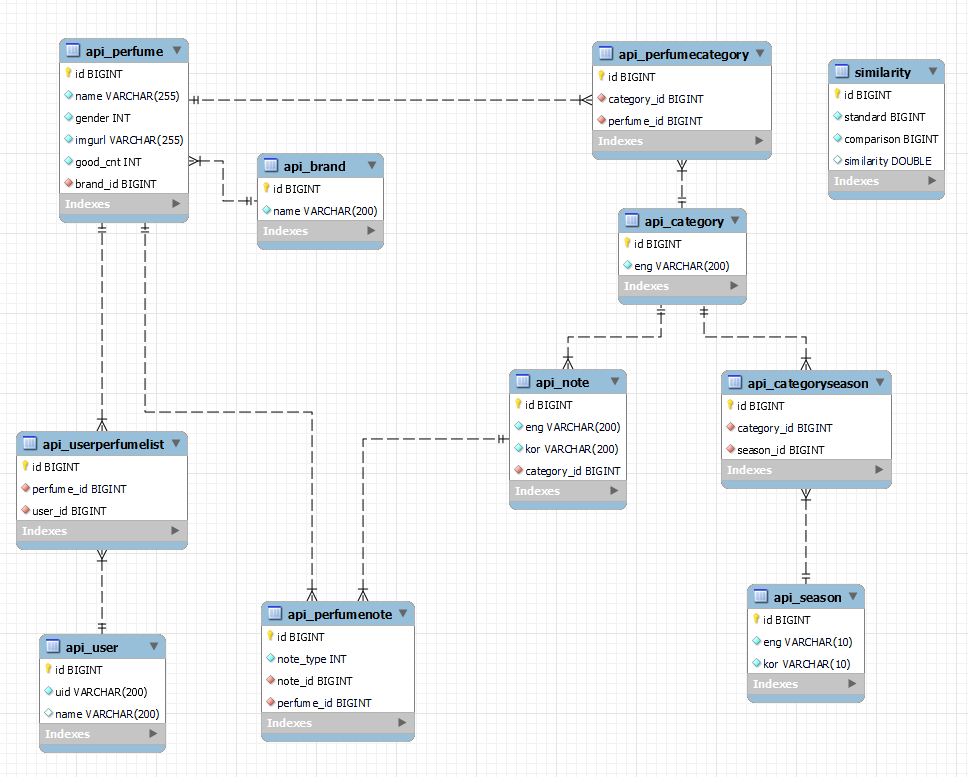 api_perfume
id BIGINT
name VARCHAR(255)
gender INT
imgurl VARCHAR(255)
good_cnt INT
brand_id BIGINT
Indexes
api_brand
id BIGINT
name VARCHAR(200)
Indexes
api_perfumecategory
id BIGINT
category_id BIGINT
perfume_id BIGINT
Indexes
similarity
id BIGINT
standard BIGINT
comparison BIGINT
similarity DOUBLE
Indexes
api_category
id BIGINT
eng VARCHAR(200)
Indexes
api_note
id BIGINT
eng VARCHAR(200)
kor VARCHAR(200)
category_id BIGINT
Indexes
api_categoryseason
id BIGINT
category_id BIGINT
season_id BIGINT
Indexes
api_userperfumelist
id BIGINT
perfume_id BIGINT
user_id BIGINT
Indexes
api_user
id BIGINT
uid VARCHAR(200)
name VARCHAR(200)
Indexes
api_perfumenote
id BIGINT
note_type INT
note_id BIGINT
perfume_id BIGINT
Indexes
api_season
id BIGINT
eng VARCHAR(10)
kor VARCHAR(10)
Indexes